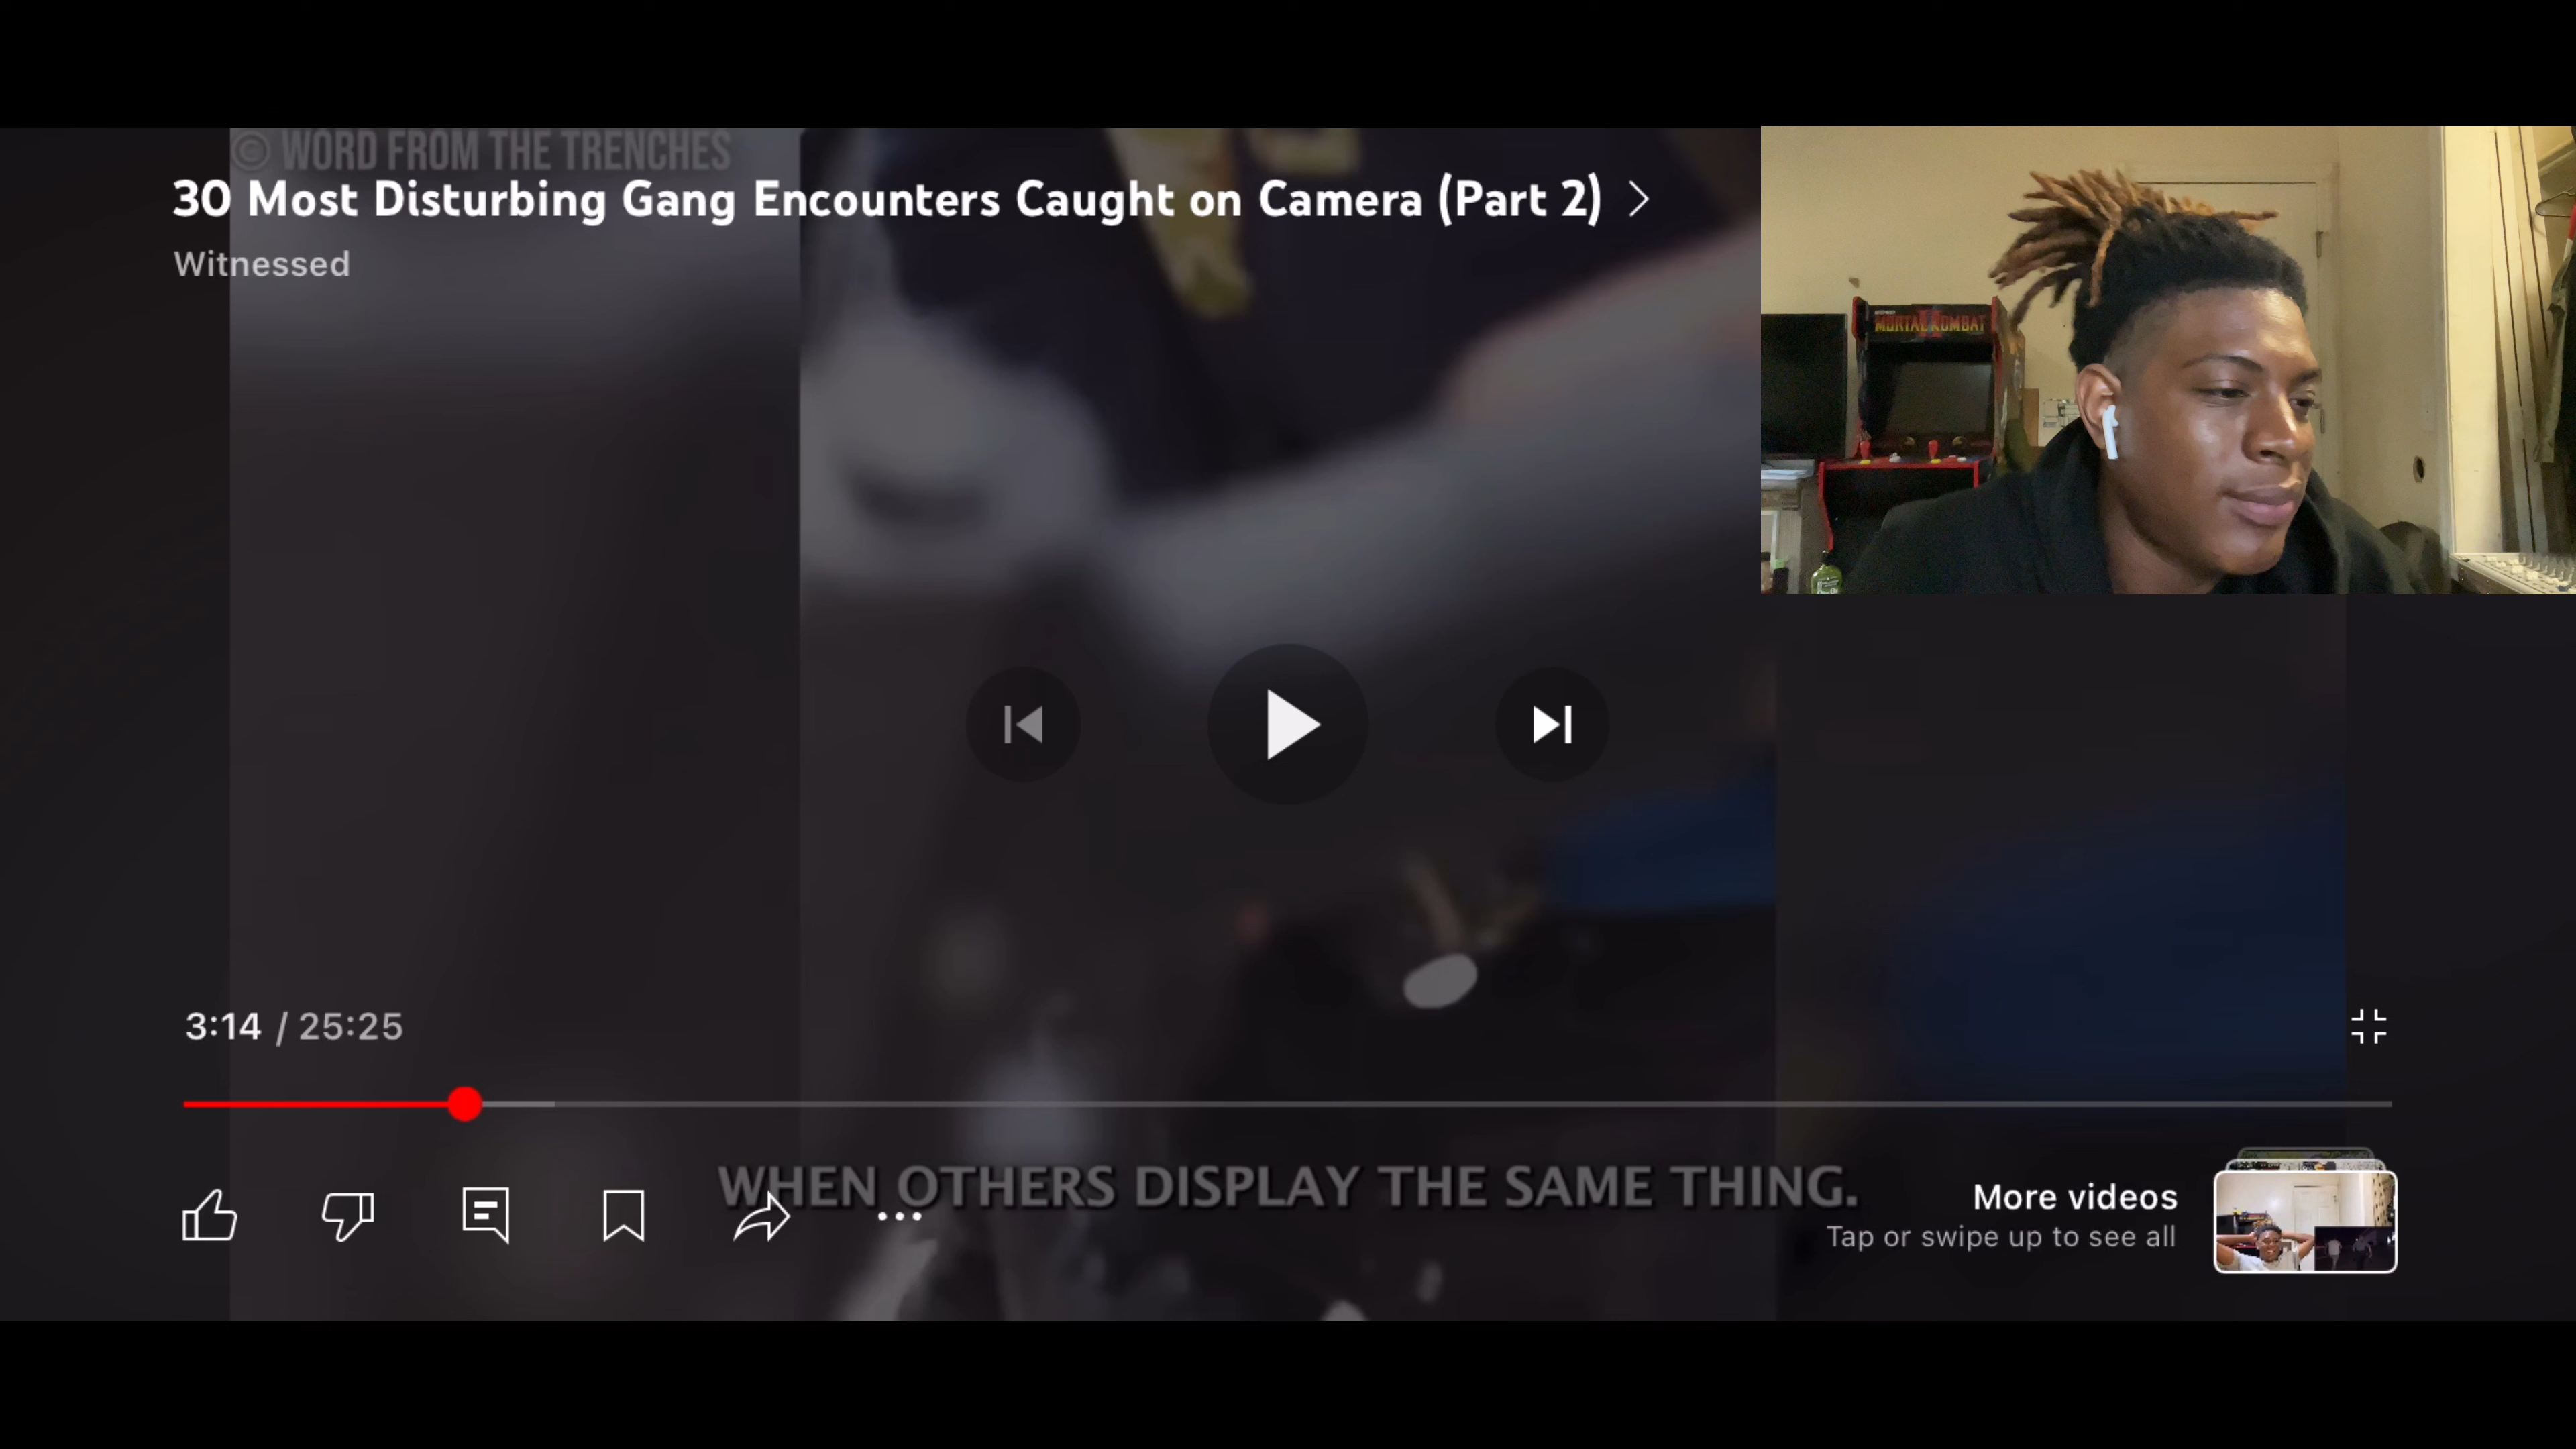 © WORD FROM THE TRENCHES
30 Most Disturbing Gang Encounters Caught on Camera (Part 2)
Witnessed
MORTAL KOMBAT
3:14 / 25:25
WHEN OTHERS DISPLAY THE SAME THING.
More videos
Tap or swipe up to see all